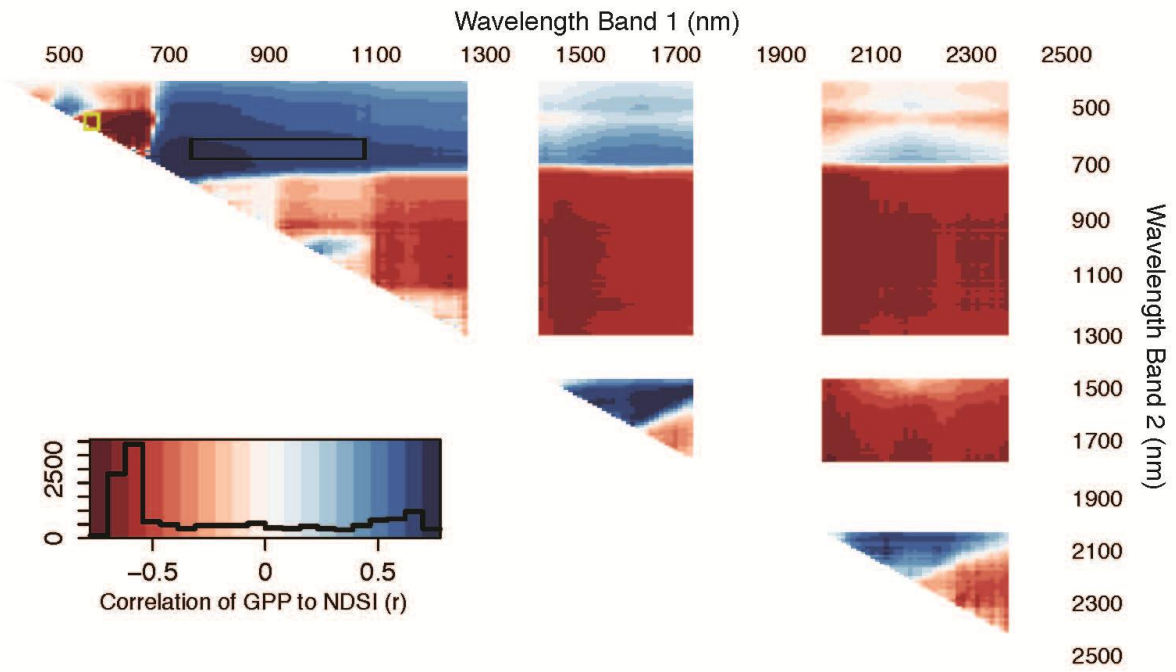 Wavelength Band 1 (nm)
500 700 900 1100 1300 1500 1700 1900 2100 2300 2500
500
700
900
1100
1300
1500
1700
1900
2100
2300
2500
Wavelength Band 2 (nm)
2500
0
−0.5 0 0.5
Correlation of GPP to NDSI (r)